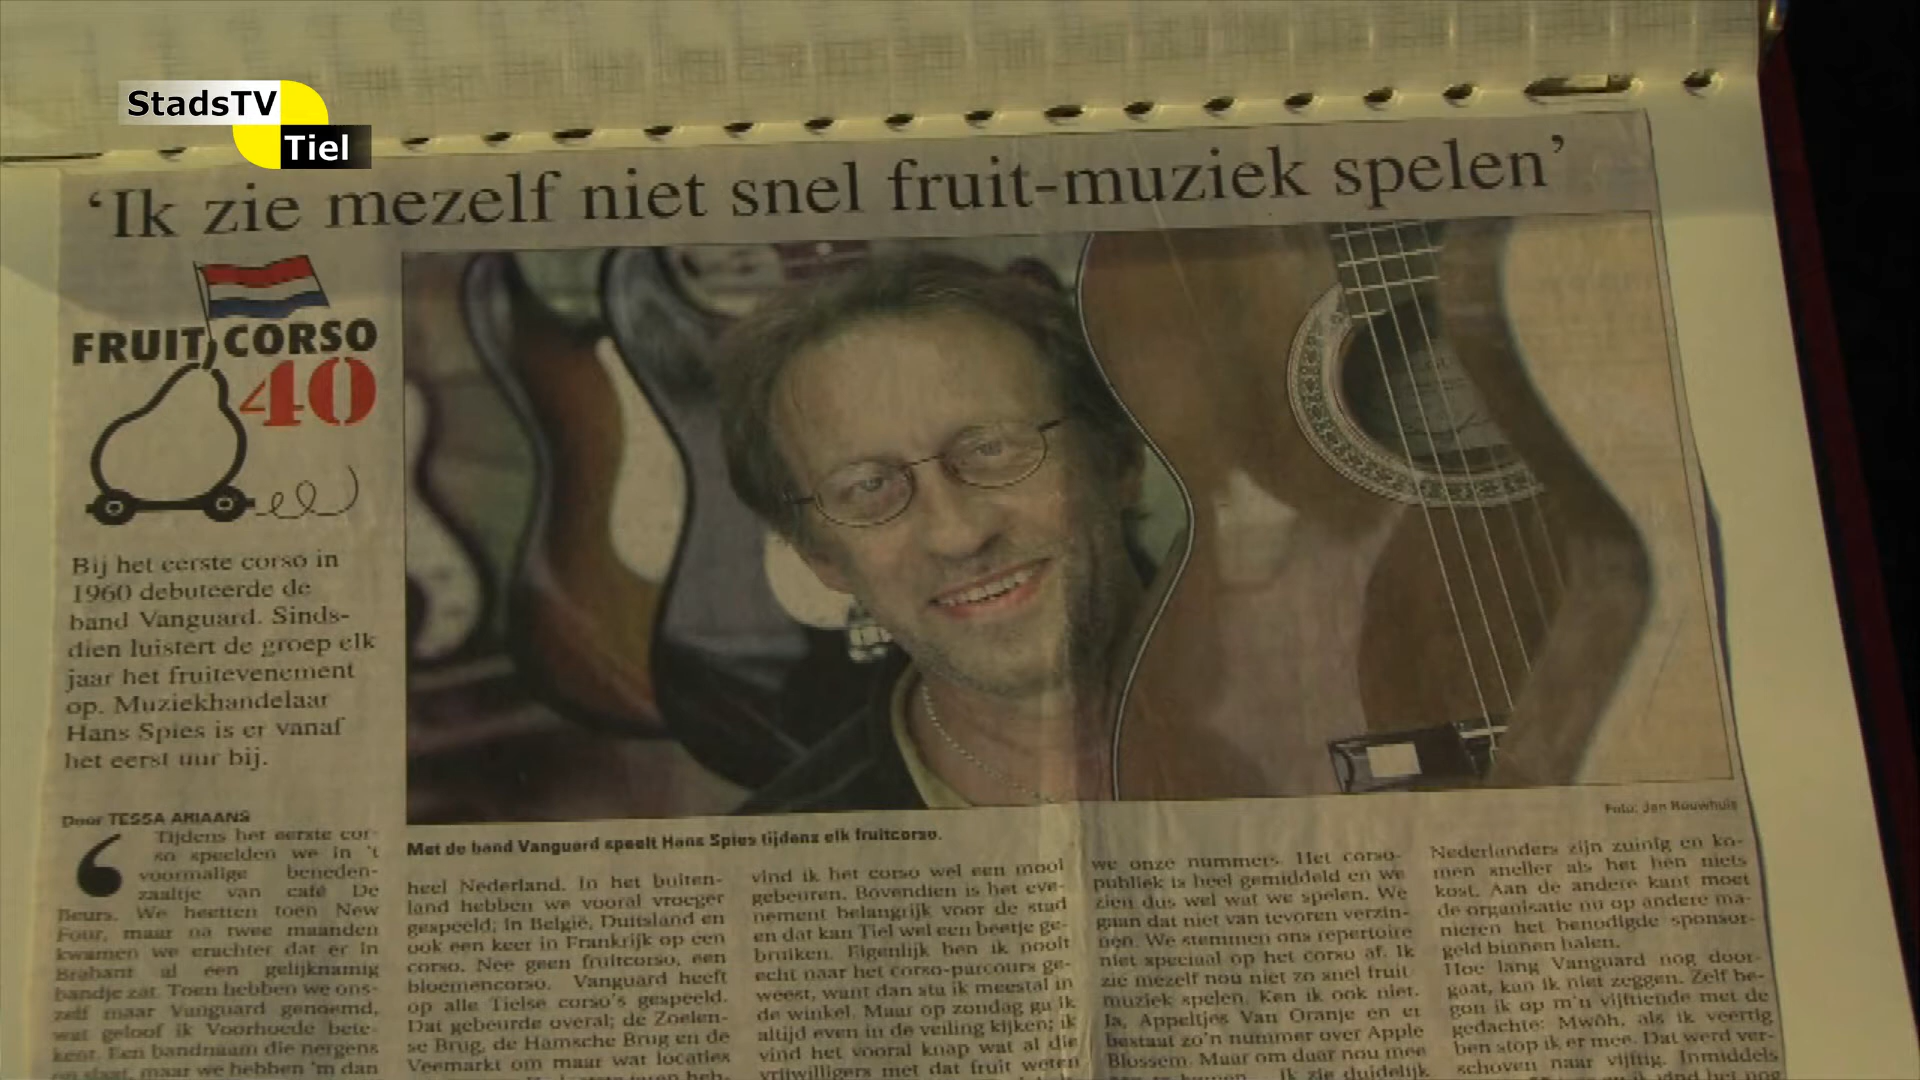 StadsTV
Tiel
‘Ik zie mezelf niet snel fruit-muziek spelen’
FRUIT CORSO
40
Bij het eerste corso in
1960 debuteerde de
band Vanguard. Sinds-
dien luistert de groep elk
jaar het fruitevenement
op. Muziekhandelaar
Hans Spies is er vanaf
het eerst uur bij.
Foto: Jan Bouwhuis
Met de band Vanguard speelt Hans Spies tijdens elk fruitcorso.
Door TESSA ARIAANS
‘ Tijdens het eerste cor-
so speelden we in 't
voormalige beneden-
zaaltje van café De
Beurs. We heetten toen New
Four, maar na twee maanden
kwamen we erachter dat er in
Brabant al een gelijknamig
bandje zat. Toen hebben we ons-
zelf maar Vanguard genoemd,
wat geloof ik Voorhoede bete-
kent. Een bandnaam die nergens
op slaat, maar we hebben 'm dan
heel Nederland. In het buiten-
land hebben we vooral vroeger
gespeeld; in België, Duitsland en
ook een keer in Frankrijk op een
corso. Nee geen fruitcorso, een
bloemencorso. Vanguard heeft
op alle Tielse corso's gespeeld.
Dat gebeurde overal; de Zoelen-
se Brug, de Hamsche Brug en de
Veemarkt om maar wat locaties
vind ik het corso wel een mooi
gebeuren. Bovendien is het eve-
nement belangrijk voor de stad
en dat kan Tiel wel een beetje ge-
bruiken. Eigenlijk ben ik nooit
echt naar het corso-parcours ge-
weest, want dan sta ik meestal in
de winkel. Maar op zondag ga ik
altijd even in de veiling kijken; ik
vind het vooral knap wat al die
vrijwilligers met dat fruit weten
we onze nummers. Het corso-
publiek is heel gemiddeld en we
zien dus wel wat we spelen. We
gaan dat niet van tevoren verzin-
nen. We stemmen ons repertoire
niet speciaal op het corso af. Ik
zie mezelf nou niet zo snel fruit-
muziek spelen. Ken ik ook niet.
Ja, Appeltjes Van Oranje en er
bestaat zo'n nummer over Apple
Blossem. Maar om daar nou mee
Ik zie duidelijk
Nederlanders zijn zuinig en ko-
men sneller als het hen niets
kost. Aan de andere kant moet
de organisatie nu op andere ma-
nieren het benodigde sponsor-
geld binnen halen.
Hoe lang Vanguard nog door-
gaat, kan ik niet zeggen. Zelf be-
gon ik op m'n vijftiende met de
gedachte: Mwôh, als ik veertig
ben stop ik er mee. Dat werd ver-
schoven naar vijftig. Inmiddels